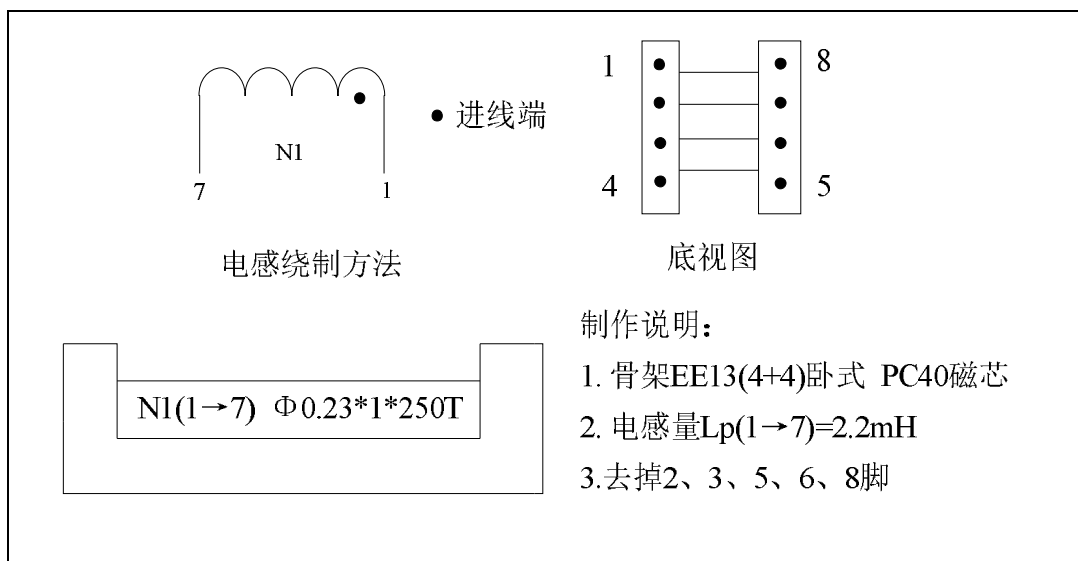 N1
7
1
● 进线端
电感绕制方法
1
8
4
5
底视图
N1(1→7) Φ0.23*1*250T
制作说明：
1. 骨架EE13(4+4)卧式 PC40磁芯
2. 电感量Lp(1→7)=2.2mH
3.去掉2、3、5、6、8脚